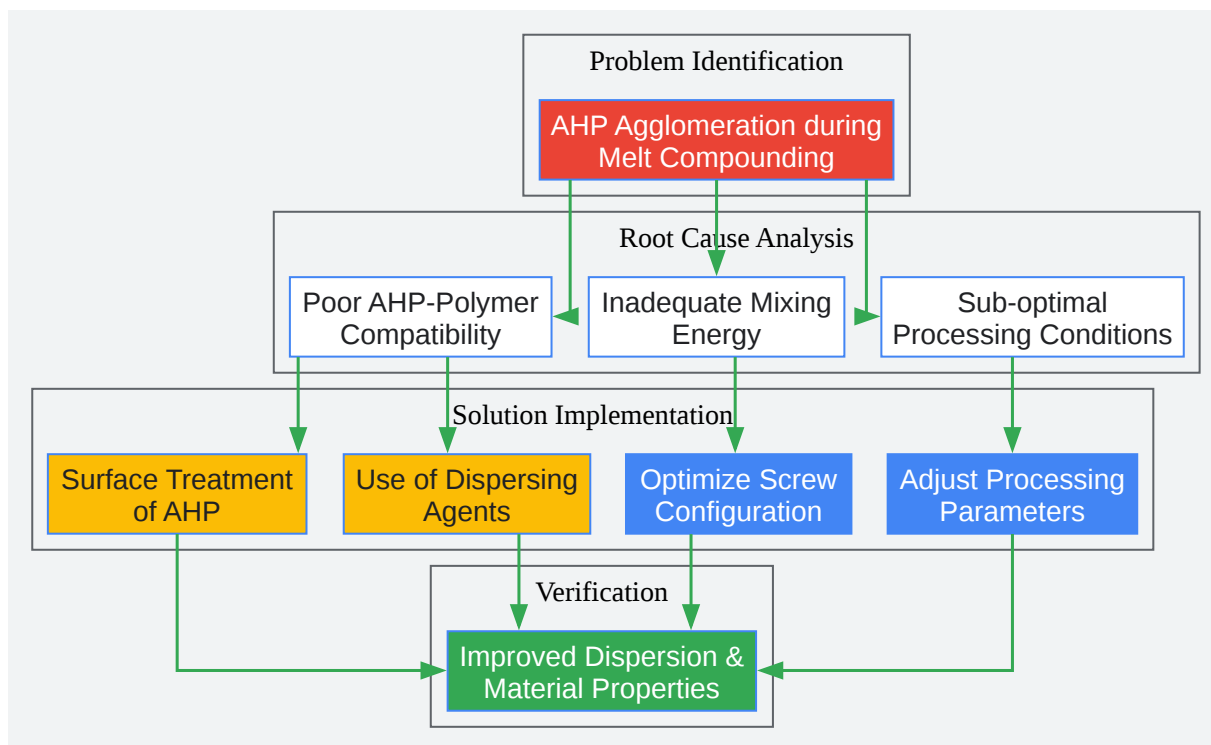 Problem Identification
AHP Agglomeration during
Melt Compounding
Root Cause Analysis
Poor AHP-Polymer
Compatibility
Inadequate Mixing
Energy
Sub-optimal
Processing Conditions
Solution Implementation
Surface Treatment
of AHP
Use of Dispersing
Agents
Optimize Screw
Configuration
Adjust Processing
Parameters
Verification
Improved Dispersion &
Material Properties